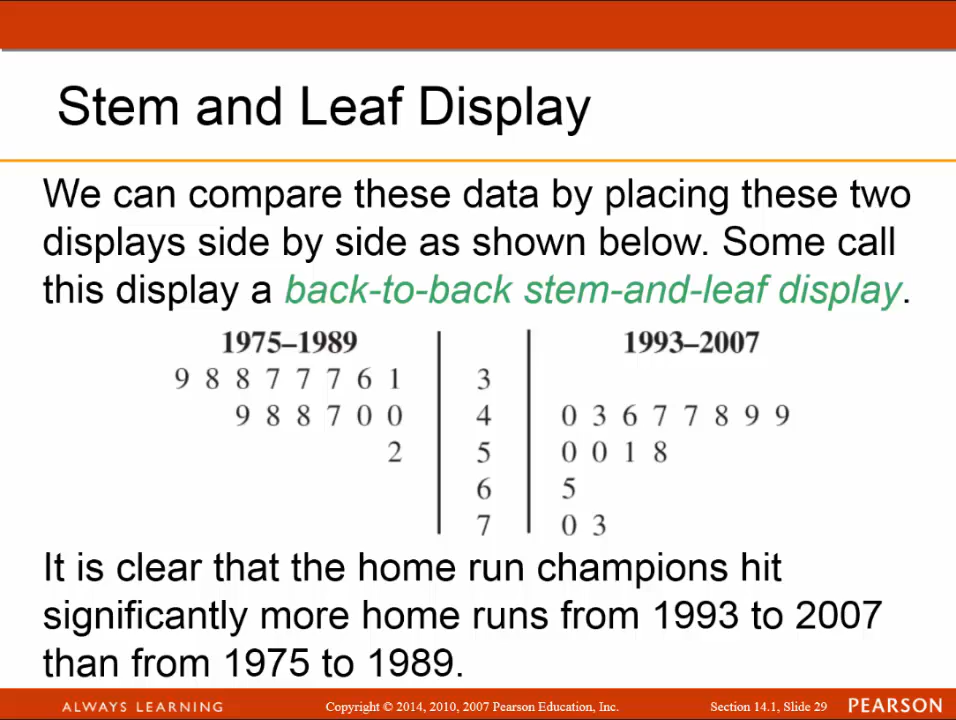 Stem and Leaf Display
We can compare these data by placing these two
displays side by side as shown below. Some call
this display a back-to-back stem-and-leaf display.
1975–1989 1993–2007
9 8 8 7 7 7 6 1 3
9 8 8 7 0 0 4 0 3 6 7 7 8 9 9
2 5 0 0 1 8
6 5
7 0 3
It is clear that the home run champions hit
significantly more home runs from 1993 to 2007
than from 1975 to 1989.
ALWAYS LEARNING Copyright © 2014, 2010, 2007 Pearson Education, Inc. Section 14.1, Slide 29 PEARSON